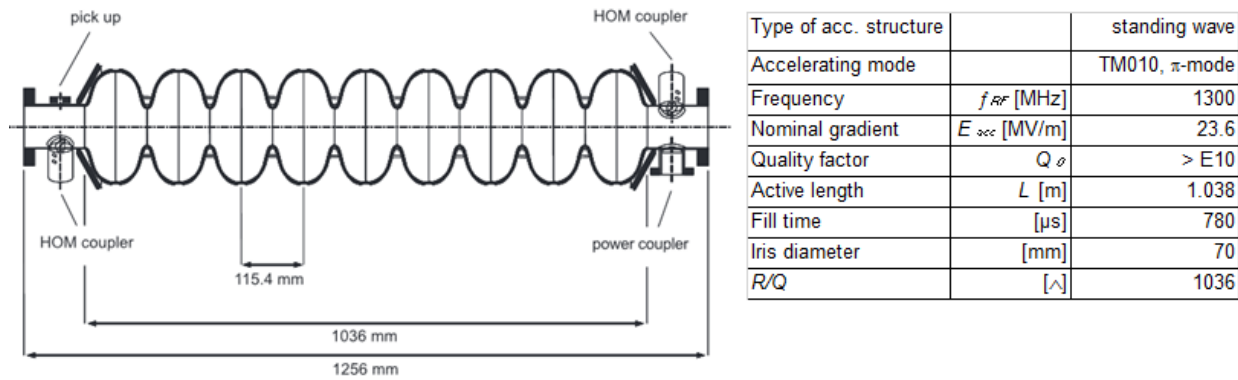 pick up
HOM coupler
HOM coupler
power coupler
115.4 mm
1036 mm
1256 mm
Type of acc. structure standing wave
Accelerating mode TM010, π-mode
Frequency f RF [MHz] 1300
Nominal gradient E acc [MV/m] 23.6
Quality factor Q 0 > E10
Active length L [m] 1.038
Fill time [µs] 780
Iris diameter [mm] 70
R/Q [^] 1036